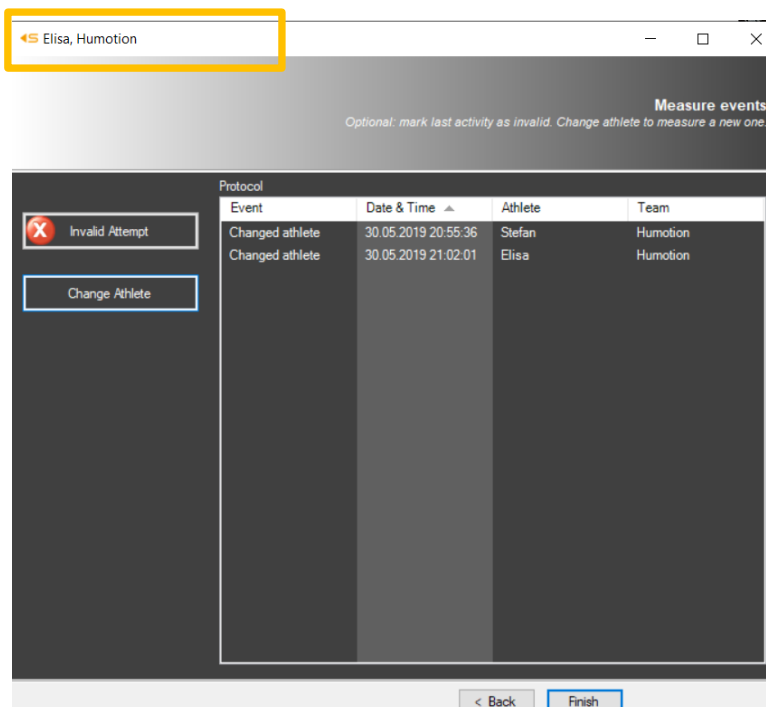 Elisa, Humotion
Measure events
Optional: mark last activity as invalid. Change athlete to measure a new one.
Protocol
Event Date & Time Athlete Team
Invalid Attempt
Changed athlete 30.05.2019 20:55:36 Stefan Humotion
Changed athlete 30.05.2019 21:02:01 Elisa Humotion
Change Athlete
< Back Finish